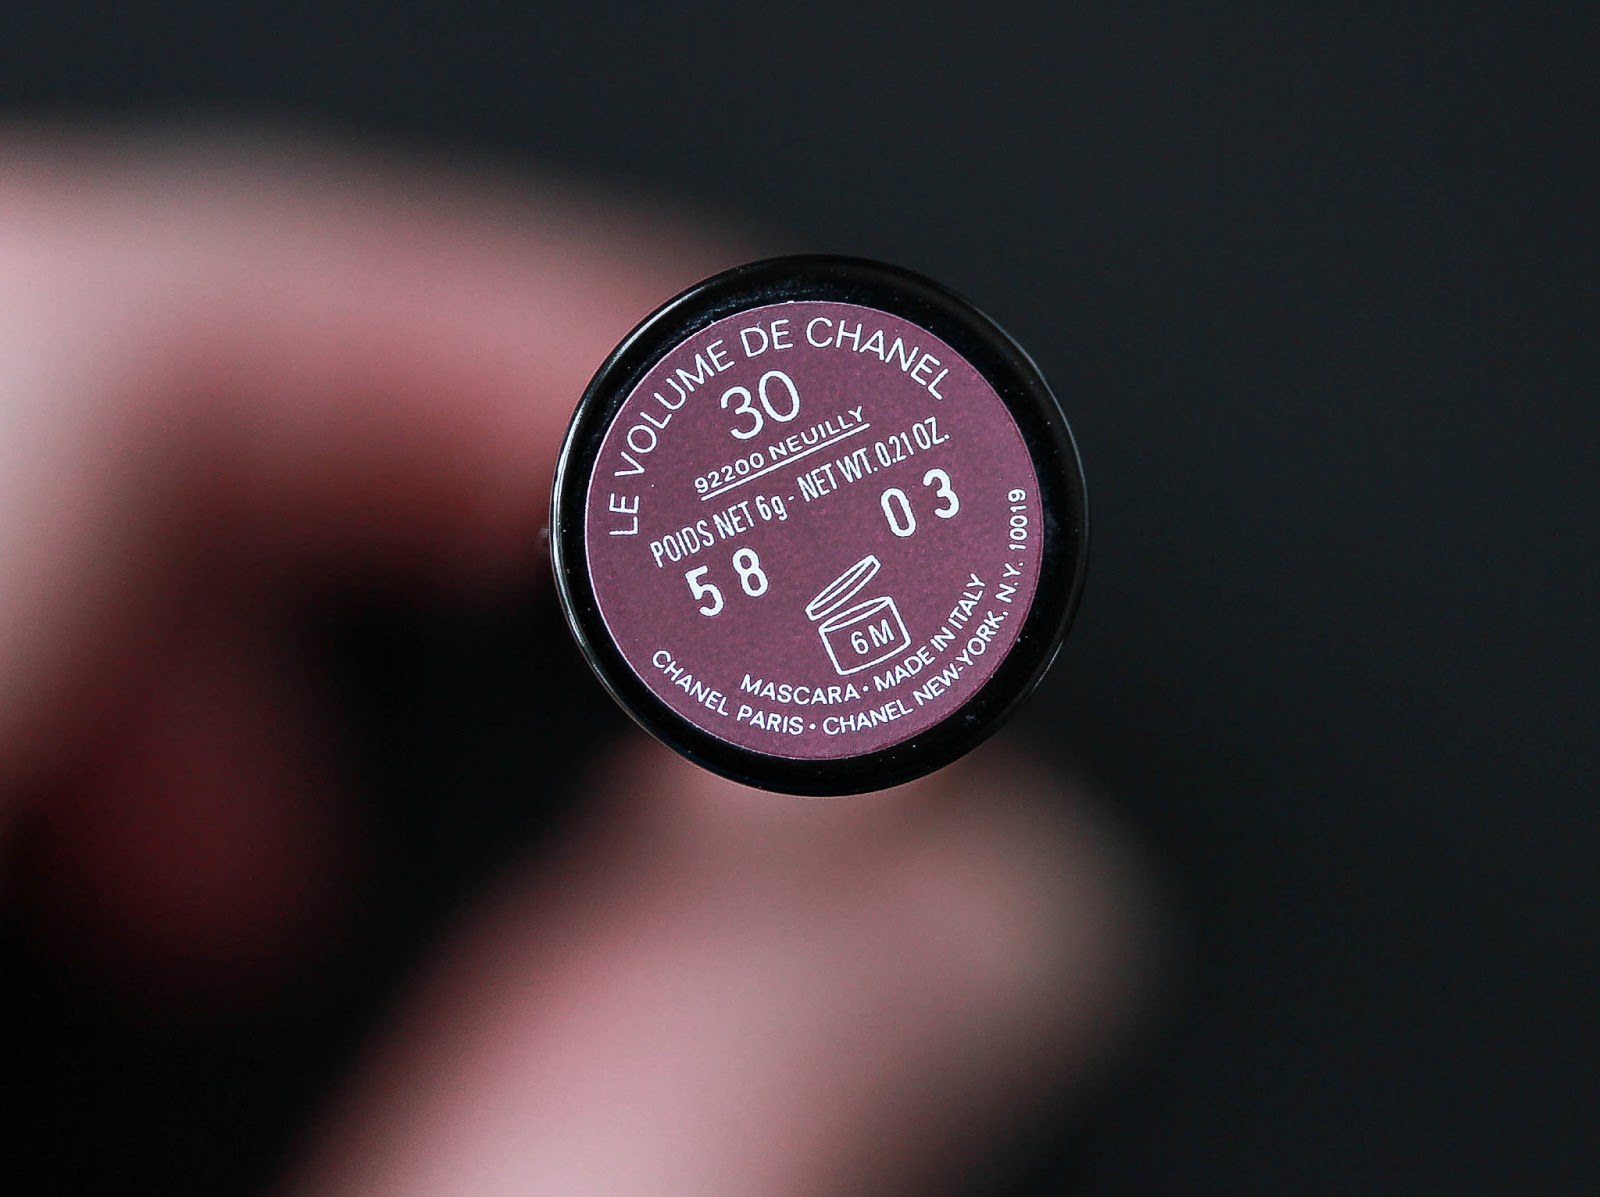 LE VOLUME DE CHANEL
30
92200 NEUILLY
POIDS NET 6g - NET WT. 0.21 OZ.
58 03
6M
MASCARA • MADE IN ITALY
CHANEL PARIS • CHANEL NEW-YORK, N.Y. 10019